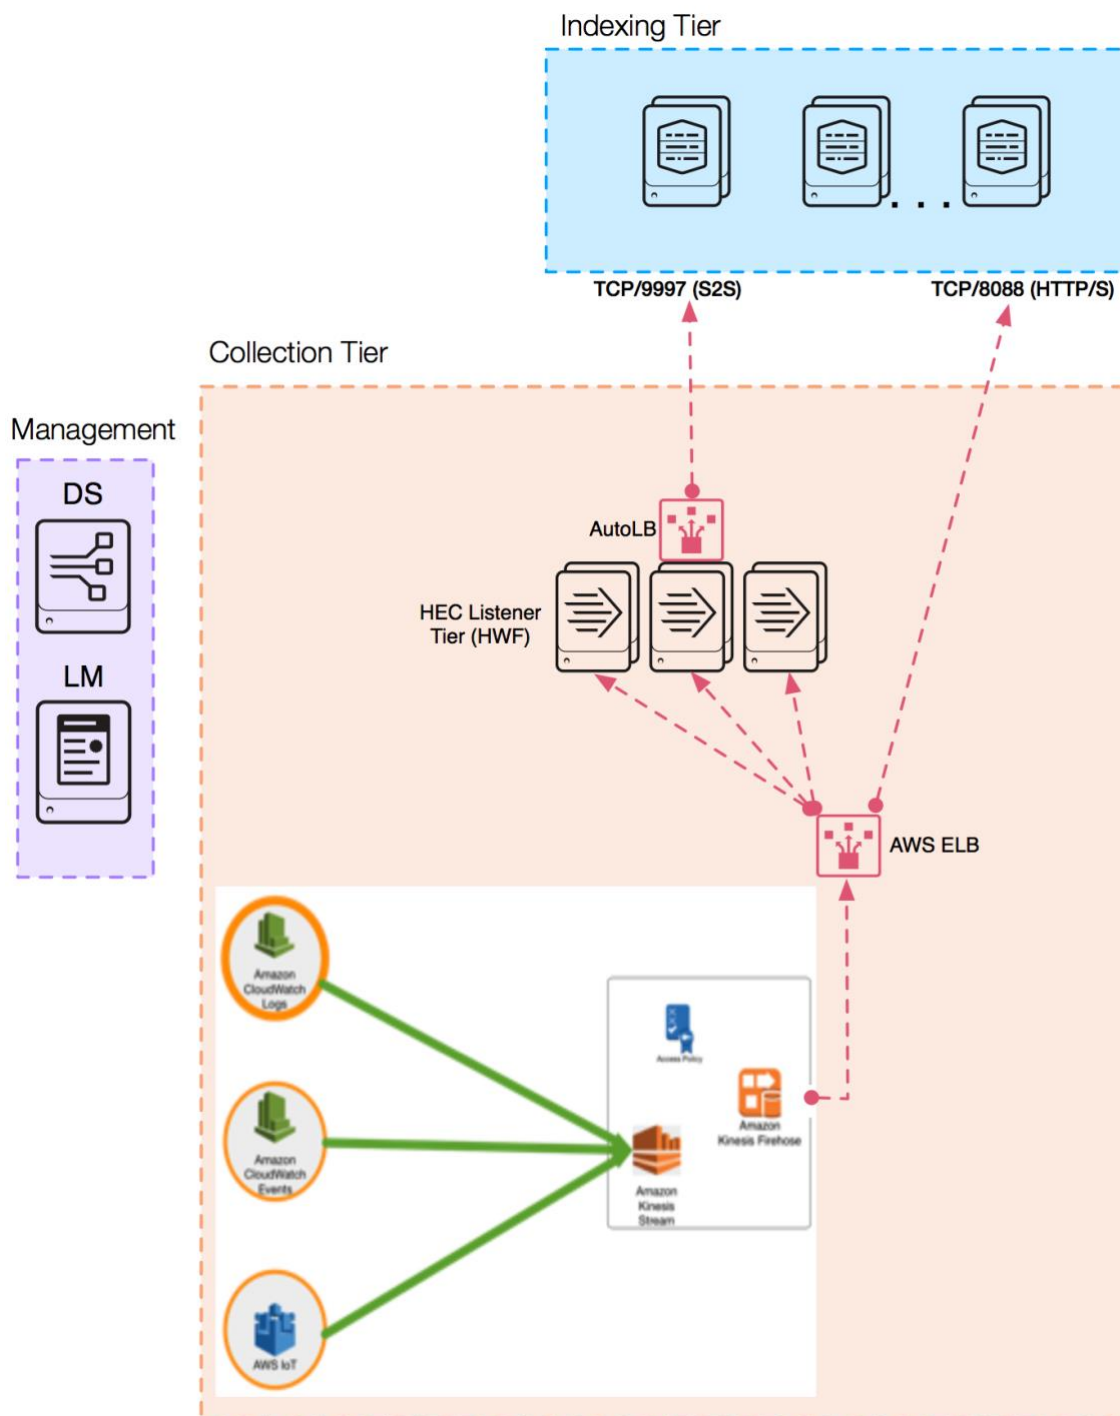 Indexing Tier
. . .
TCP/9997 (S2S)
TCP/8088 (HTTP/S)
Collection Tier
Management
DS
LM
AutoLB
HEC Listener
Tier (HWF)
AWS ELB
Amazon
CloudWatch
Logs
Access Policy
Amazon
Kinesis Firehose
Amazon
CloudWatch
Events
Amazon
Kinesis
Stream
AWS IoT